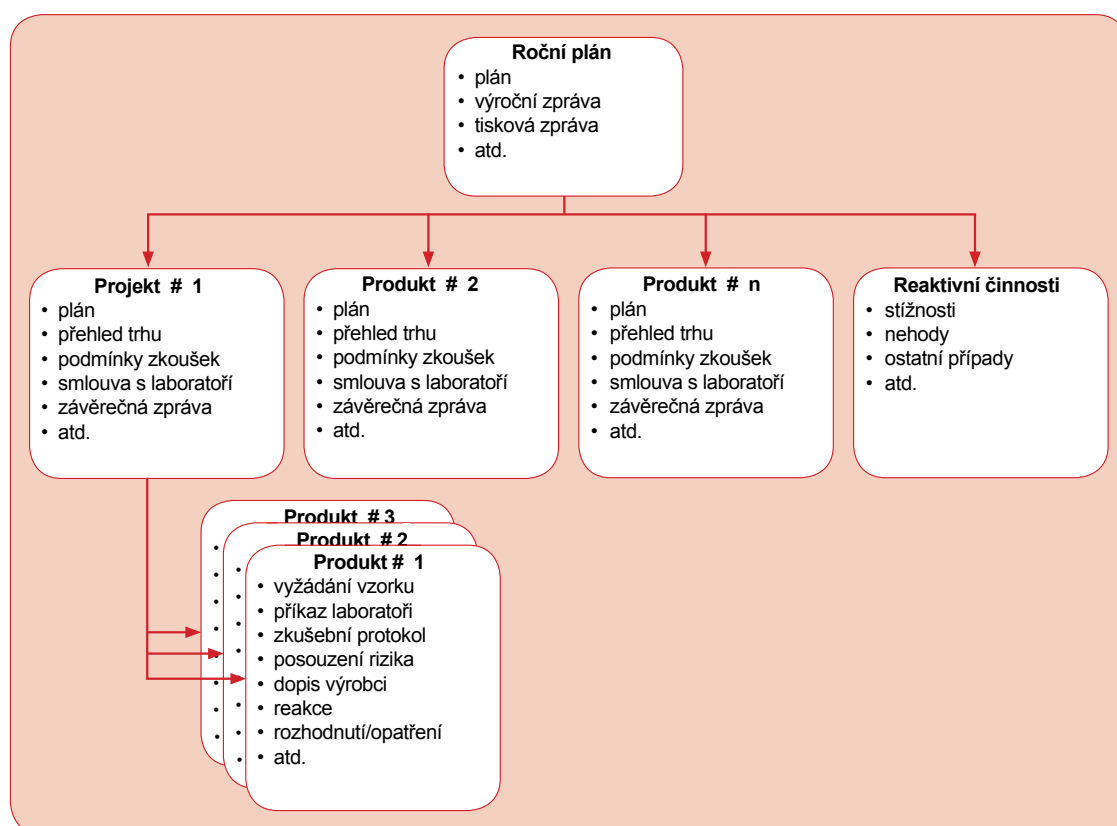 Roční plán
• plán
• výroční zpráva
• tisková zpráva
• atd.
Projekt # 1
• plán
• přehled trhu
• podmínky zkoušek
• smlouva s laboratoří
• závěrečná zpráva
• atd.
Produkt # 2
• plán
• přehled trhu
• podmínky zkoušek
• smlouva s laboratoří
• závěrečná zpráva
• atd.
Produkt # n
• plán
• přehled trhu
• podmínky zkoušek
• smlouva s laboratoří
• závěrečná zpráva
• atd.
Reaktivní činnosti
• stížnosti
• nehody
• ostatní případy
• atd.
Produkt # 3
Produkt # 2
Produkt # 1
• vyžádání vzorku
• příkaz laboratoři
• zkušební protokol
• posouzení rizika
• dopis výrobci
• reakce
• rozhodnutí/opatření
• atd.